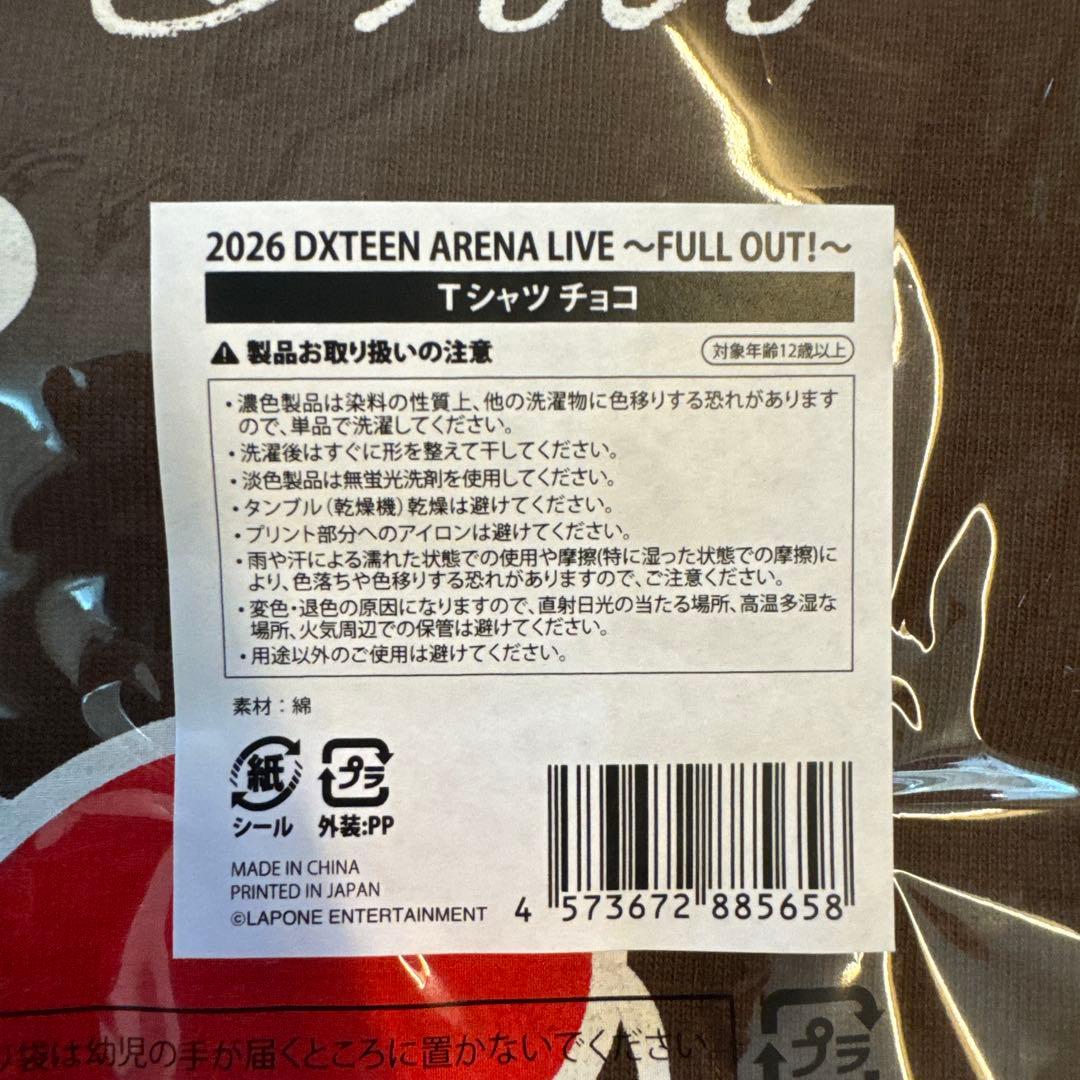 2026 DXTEEN ARENA LIVE ～FULL OUT!～
Tシャツ チョコ
製品お取り扱いの注意
対象年齢12歳以上
・濃色製品は染料の性質上、他の洗濯物に色移りする恐れがあります
ので、単品で洗濯してください。
・洗濯後はすぐに形を整えて干してください。
・淡色製品は無蛍光洗剤を使用してください。
・タンブル（乾燥機）乾燥は避けてください。
・プリント部分へのアイロンは避けてください。
・雨や汗による濡れた状態での使用や摩擦(特に湿った状態での摩擦)に
より、色落ちや色移りする恐れがありますので、ご注意ください。
・変色・退色の原因になりますので、直射日光の当たる場所、高温多湿な
場所、火気周辺での保管は避けてください。
・用途以外のご使用は避けてください。
素材：綿
紙 プラ
シール 外装:PP
MADE IN CHINA
PRINTED IN JAPAN
©LAPONE ENTERTAINMENT
4 573672 885658
袋は幼児の手が届くところに置かないでください。
プラ